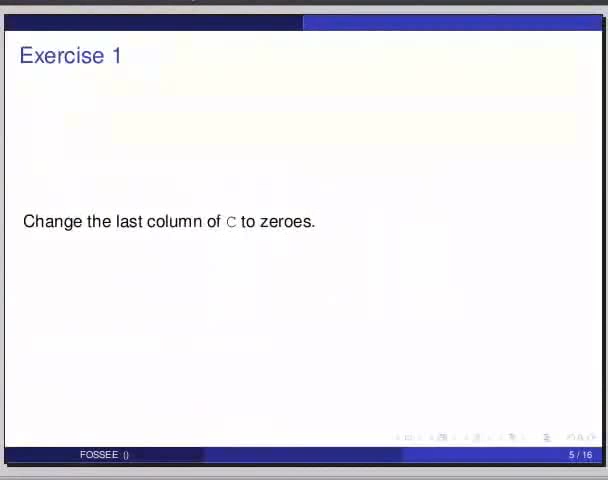 Exercise 1
Change the last column of C to zeroes.
FOSSEE ()
5 / 16